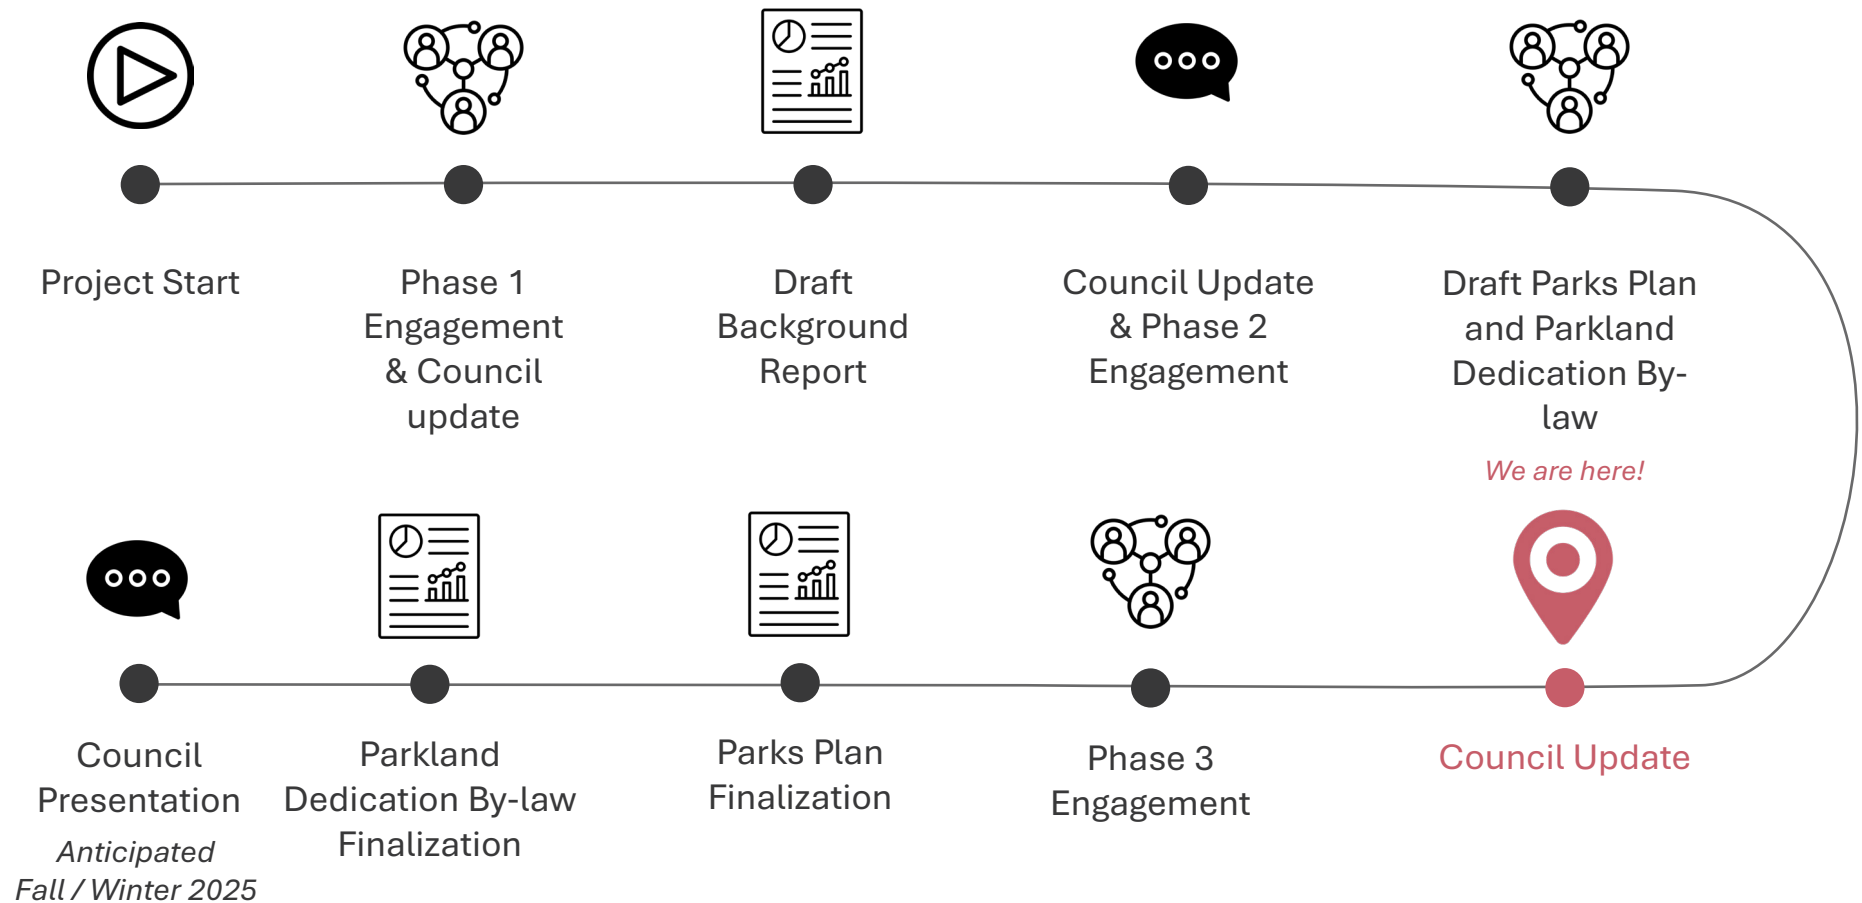 Project Start
Phase 1
Engagement
& Council
update
Draft
Background
Report
Council Update
& Phase 2
Engagement
Draft Parks Plan
and Parkland
Dedication By-
law
We are here!
Council Update
Phase 3
Engagement
Parks Plan
Finalization
Parkland
Dedication By-law
Finalization
Council
Presentation
Anticipated
Fall / Winter 2025